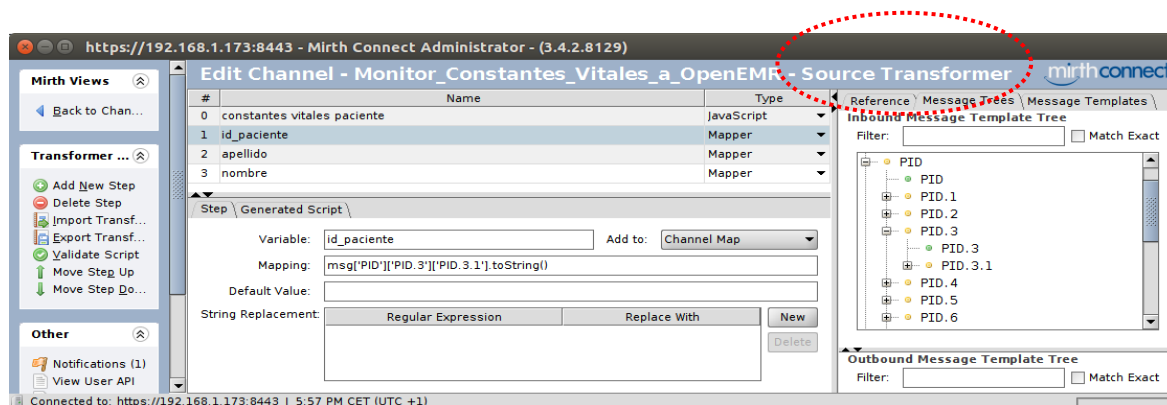 https://192.168.1.173:8443 - Mirth Connect Administrator - (3.4.2.8129)
Mirth Views
Back to Chan...
Transformer ...
Add New Step
Delete Step
Import Transf...
Export Transf...
Validate Script
Move Step Up
Move Step Do...
Other
Notifications (1)
View User API
Edit Channel - Monitor_Constantes_Vitales_a_OpenEMR - Source Transformer
mirthconnect
# Name Type
0 constantes vitales paciente JavaScript
1 id_paciente Mapper
2 apellido Mapper
3 nombre Mapper
Step Generated Script
Variable: id_paciente Add to: Channel Map
Mapping: msg['PID']['PID.3']['PID.3.1'].toString()
Default Value:
String Replacement: Regular Expression Replace With New
Delete
Reference Message Trees Message Templates
Inbound Message Template Tree
Filter: Match Exact
PID
PID
PID.1
PID.2
PID.3
PID.3
PID.3.1
PID.4
PID.5
PID.6
Outbound Message Template Tree
Filter: Match Exact
Connected to: https://192.168.1.173:8443 | 5:57 PM CET (UTC +1)